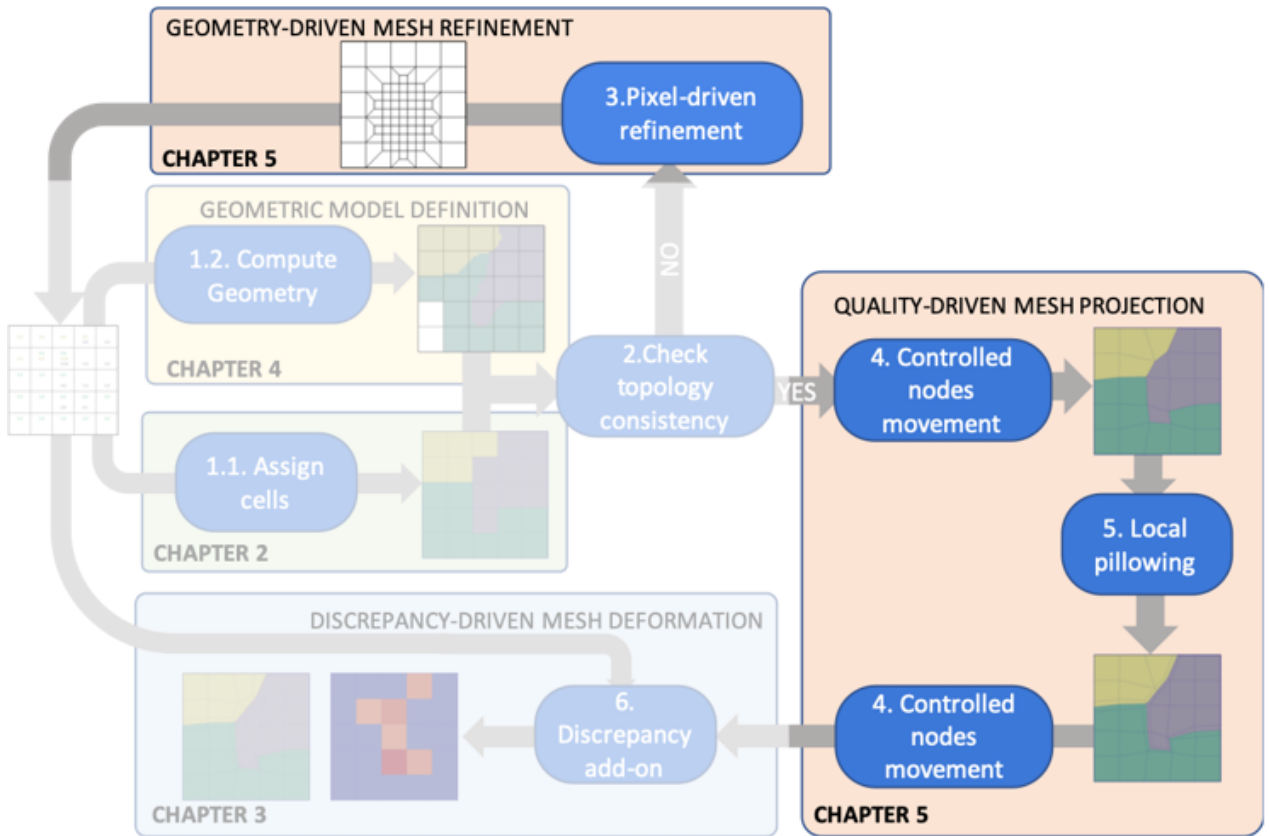 GEOMETRY-DRIVEN MESH REFINEMENT
3.Pixel-driven
refinement
CHAPTER 5
GEOMETRIC MODEL DEFINITION
1.2. Compute
Geometry
CHAPTER 4
NO
2.Check
topology
consistency
YES
1.1. Assign
cells
CHAPTER 2
QUALITY-DRIVEN MESH PROJECTION
4. Controlled
nodes
movement
5. Local
pillowing
4. Controlled
nodes
movement
CHAPTER 5
DISCREPANCY-DRIVEN MESH DEFORMATION
6.
Discrepancy
add-on
CHAPTER 3